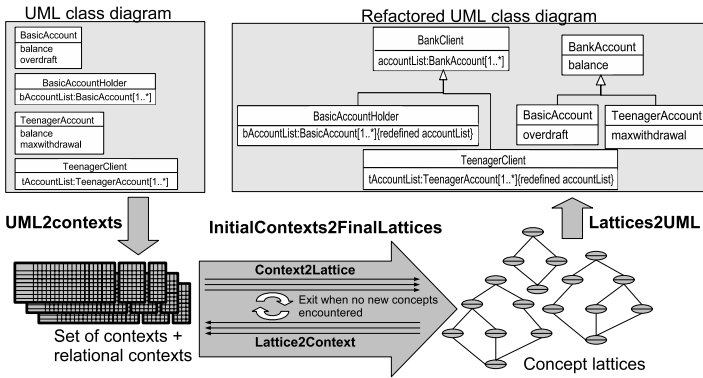 UML class diagram
BasicAccount
balance
overdraft
BasicAccountHolder
bAccountList:BasicAccount[1..*]
TeenagerAccount
balance
maxwithdrawal
TeenagerClient
tAccountList:TeenagerAccount[1..*]
Refactored UML class diagram
BankClient
accountList:BankAccount[1..*]
BankAccount
balance
BasicAccountHolder
bAccountList:BasicAccount[1..*]{redefined accountList}
BasicAccount
overdraft
TeenagerAccount
maxwithdrawal
TeenagerClient
tAccountList:TeenagerAccount[1..*]{redefined accountList}
UML2contexts
InitialContexts2FinalLattices
Lattices2UML
Context2Lattice
Exit when no new concepts
encountered
Lattice2Context
Set of contexts +
relational contexts
Concept lattices